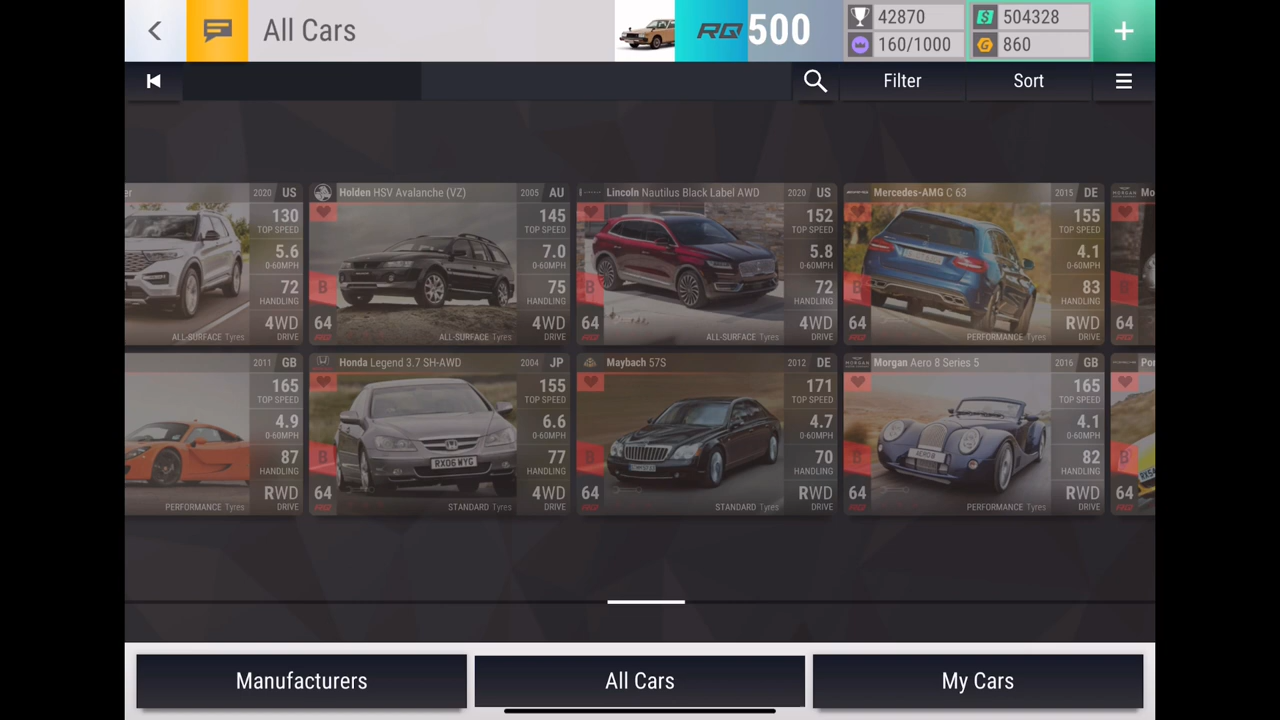 All Cars
RQ 500
42870
160/1000
504328
860
Filter
Sort
er 2020 US
130
TOP SPEED
5.6
0-60MPH
72
HANDLING
4WD
DRIVE
ALL-SURFACE Tyres
Holden HSV Avalanche (VZ) 2005 AU
145
TOP SPEED
7.0
0-60MPH
B
75
HANDLING
64
4WD
DRIVE
ALL-SURFACE Tyres
Lincoln Nautilus Black Label AWD 2020 US
152
TOP SPEED
5.8
0-60MPH
B
72
HANDLING
64
4WD
DRIVE
ALL-SURFACE Tyres
Mercedes-AMG C 63 2015 DE
155
TOP SPEED
4.1
0-60MPH
B
83
HANDLING
64
RWD
DRIVE
PERFORMANCE Tyres
Mo
B
64
2011 GB
165
TOP SPEED
4.9
0-60MPH
87
HANDLING
RWD
DRIVE
PERFORMANCE Tyres
Honda Legend 3.7 SH-AWD 2004 JP
155
TOP SPEED
6.6
0-60MPH
B
77
HANDLING
RX06 WYG
64
4WD
DRIVE
STANDARD Tyres
Maybach 57S 2012 DE
171
TOP SPEED
4.7
0-60MPH
B
70
HANDLING
64
RWD
DRIVE
STANDARD Tyres
Morgan Aero 8 Series 5 2016 GB
165
TOP SPEED
4.1
0-60MPH
B
82
HANDLING
AERO 8
64
RWD
DRIVE
PERFORMANCE Tyres
Por
B
64
Manufacturers
All Cars
My Cars